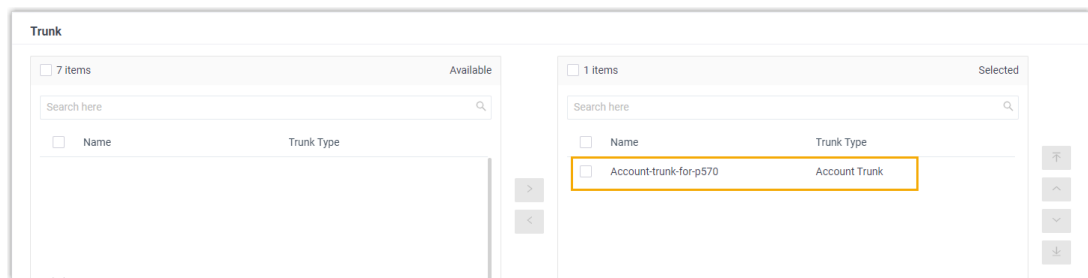 Trunk
7 items Available
1 items Selected
Search here
Search here
Name Trunk Type
Name Trunk Type
Account-trunk-for-p570 Account Trunk